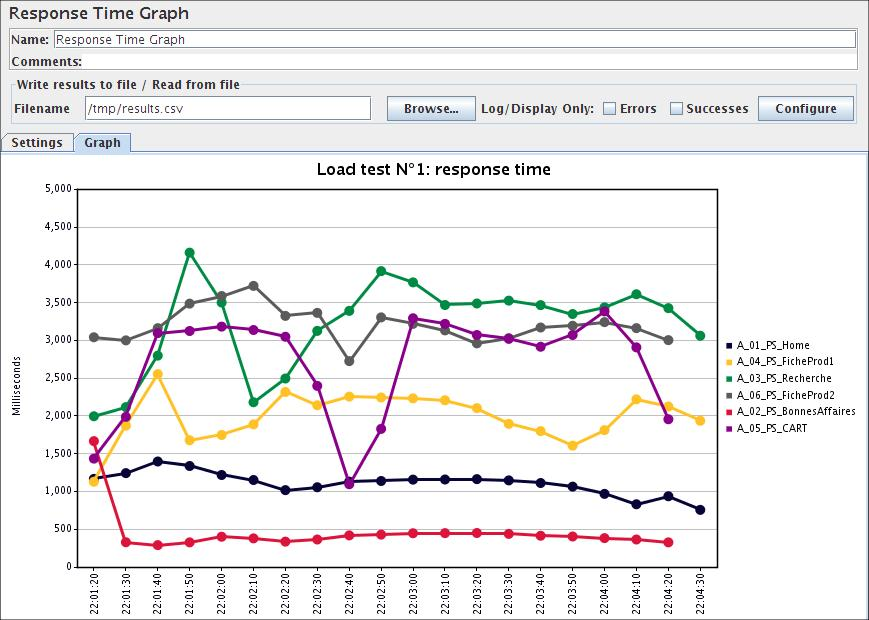 Response Time Graph
Name: Response Time Graph
Comments:
Write results to file / Read from file
Filename /tmp/results.csv Browse... Log/Display Only: Errors Successes Configure
Settings Graph
Load test N°1: response time
5,000
4,500
4,000
3,500
3,000
2,500
2,000
1,500
1,000
500
0
Milliseconds
22:01:20
22:01:30
22:01:40
22:01:50
22:02:00
22:02:10
22:02:20
22:02:30
22:02:40
22:02:50
22:03:00
22:03:10
22:03:20
22:03:30
22:03:40
22:03:50
22:04:00
22:04:10
22:04:20
22:04:30
A_01_PS_Home
A_04_PS_FicheProd1
A_03_PS_Recherche
A_06_PS_FicheProd2
A_02_PS_BonnesAffaires
A_05_PS_CART